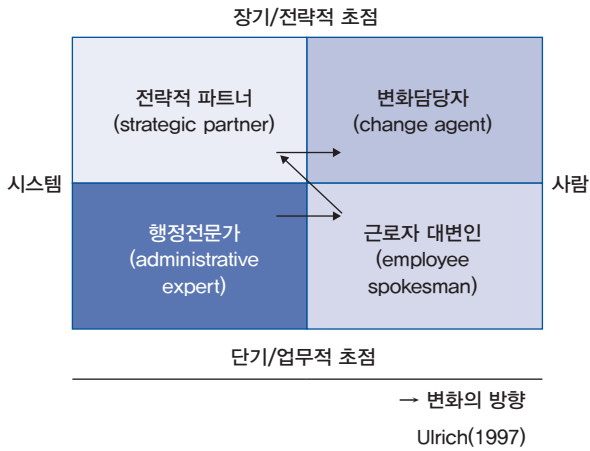 장기/전략적 초점
전략적 파트너
(strategic partner)
변화담당자
(change agent)
시스템
사람
행정전문가
(administrative
expert)
근로자 대변인
(employee
spokesman)
단기/업무적 초점
→ 변화의 방향
Ulrich(1997)